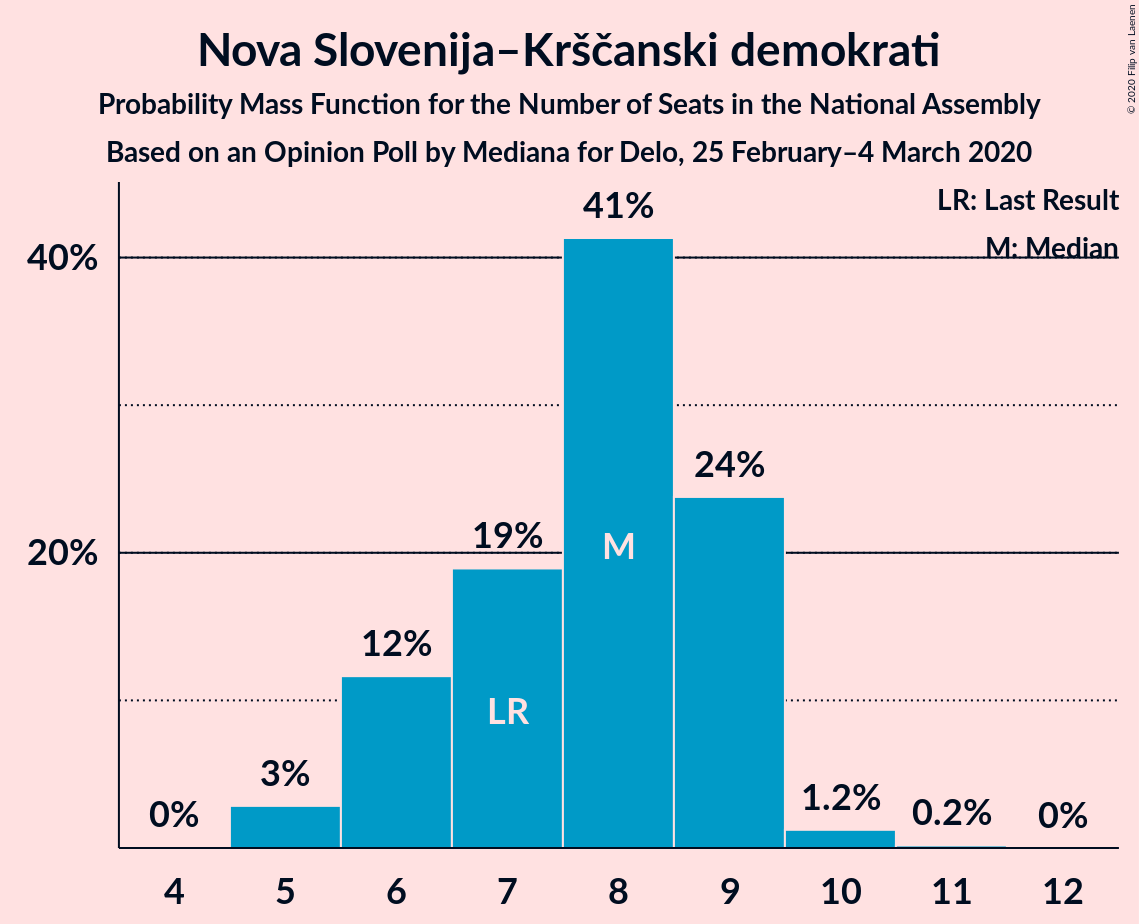 Nova Slovenija–Krščanski demokrati
Probability Mass Function for the Number of Seats in the National Assembly
Based on an Opinion Poll by Mediana for Delo, 25 February–4 March 2020
© 2020 Filip van Laenen
LR: Last Result
M: Median
40%
20%
0%
3%
12%
19%
41%
24%
1.2%
0.2%
0%
LR
M
4 5 6 7 8 9 10 11 12